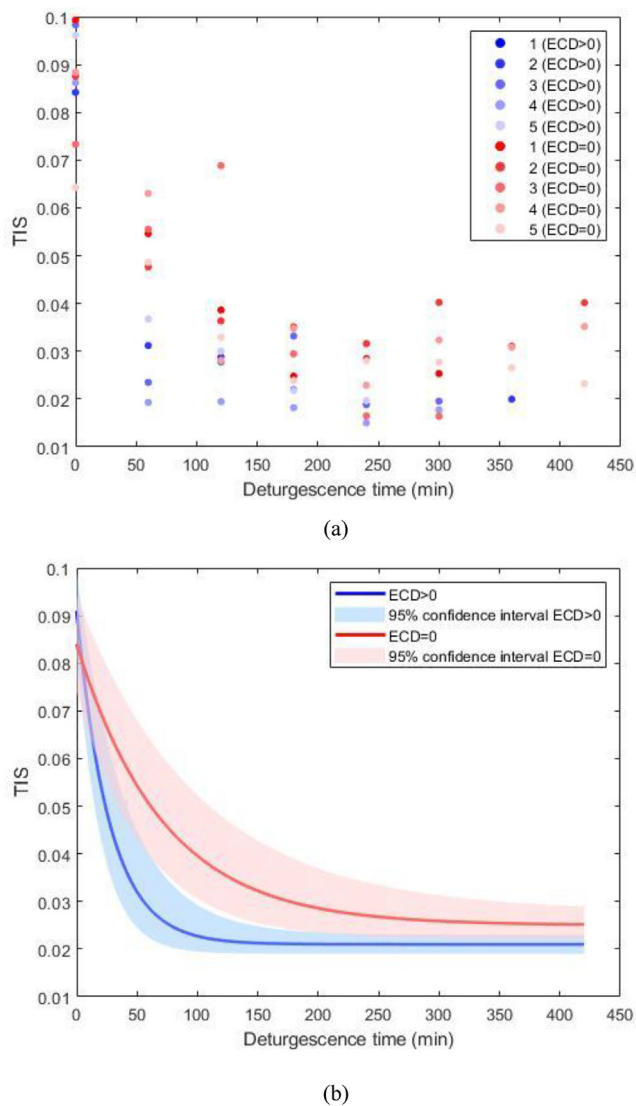 0.1
0.09
0.08
0.07
0.06
0.05
0.04
0.03
0.02
0.01
TIS
1 (ECD>0)
2 (ECD>0)
3 (ECD>0)
4 (ECD>0)
5 (ECD>0)
1 (ECD=0)
2 (ECD=0)
3 (ECD=0)
4 (ECD=0)
5 (ECD=0)
0 50 100 150 200 250 300 350 400 450
Deturgescence time (min)
(a)
0.1
0.09
0.08
0.07
0.06
0.05
0.04
0.03
0.02
0.01
TIS
ECD>0
95% confidence interval ECD>0
ECD=0
95% confidence interval ECD=0
0 50 100 150 200 250 300 350 400 450
Deturgescence time (min)
(b)